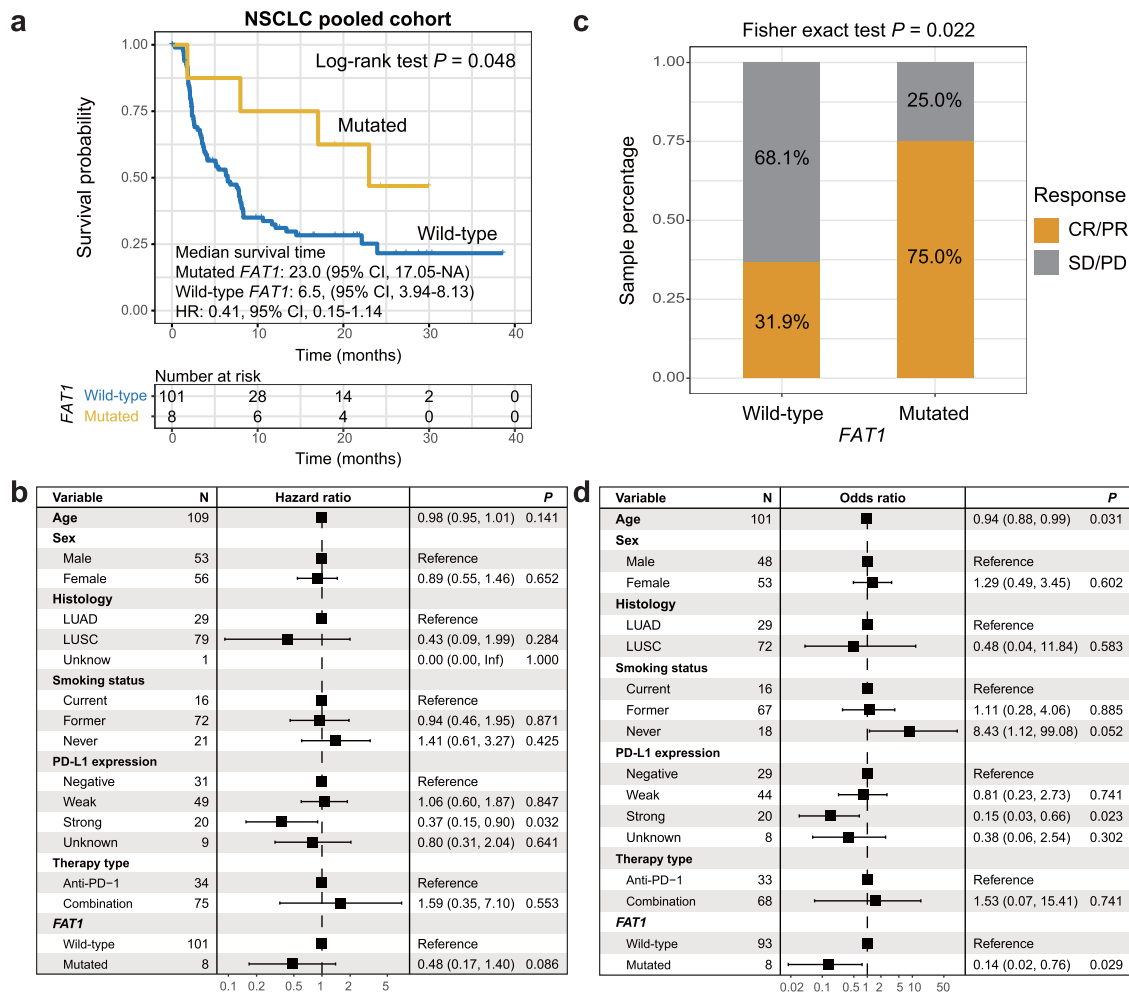 a
NSCLC pooled cohort
Log-rank test P = 0.048
Survival probability
1.00
0.75
0.50
0.25
0.00
Mutated
Wild-type
Median survival time
Mutated FAT1: 23.0 (95% CI, 17.05-NA)
Wild-type FAT1: 6.5, (95% CI, 3.94-8.13)
HR: 0.41, 95% CI, 0.15-1.14
0 10 20 30 40
Time (months)
Number at risk
FAT1
Wild-type 101 28 14 2 0
Mutated 8 6 4 0 0
0 10 20 30 40
Time (months)
c
Fisher exact test P = 0.022
Sample percentage
1.00
0.75
0.50
0.25
0.00
68.1%
31.9%
25.0%
75.0%
Wild-type Mutated
FAT1
Response
CR/PR
SD/PD
b
Variable N Hazard ratio P
Age 109 0.98 (0.95, 1.01) 0.141
Sex
Male 53 Reference
Female 56 0.89 (0.55, 1.46) 0.652
Histology
LUAD 29 Reference
LUSC 79 0.43 (0.09, 1.99) 0.284
Unknow 1 0.00 (0.00, Inf) 1.000
Smoking status
Current 16 Reference
Former 72 0.94 (0.46, 1.95) 0.871
Never 21 1.41 (0.61, 3.27) 0.425
PD-L1 expression
Negative 31 Reference
Weak 49 1.06 (0.60, 1.87) 0.847
Strong 20 0.37 (0.15, 0.90) 0.032
Unknown 9 0.80 (0.31, 2.04) 0.641
Therapy type
Anti-PD−1 34 Reference
Combination 75 1.59 (0.35, 7.10) 0.553
FAT1
Wild-type 101 Reference
Mutated 8 0.48 (0.17, 1.40) 0.086
0.1 0.2 0.5 1 2 5
d
Variable N Odds ratio P
Age 101 0.94 (0.88, 0.99) 0.031
Sex
Male 48 Reference
Female 53 1.29 (0.49, 3.45) 0.602
Histology
LUAD 29 Reference
LUSC 72 0.48 (0.04, 11.84) 0.583
Smoking status
Current 16 Reference
Former 67 1.11 (0.28, 4.06) 0.885
Never 18 8.43 (1.12, 99.08) 0.052
PD-L1 expression
Negative 29 Reference
Weak 44 0.81 (0.23, 2.73) 0.741
Strong 20 0.15 (0.03, 0.66) 0.023
Unknown 8 0.38 (0.06, 2.54) 0.302
Therapy type
Anti-PD−1 33 Reference
Combination 68 1.53 (0.07, 15.41) 0.741
FAT1
Wild-type 93 Reference
Mutated 8 0.14 (0.02, 0.76) 0.029
0.02 0.1 0.5 1 2 5 10 50